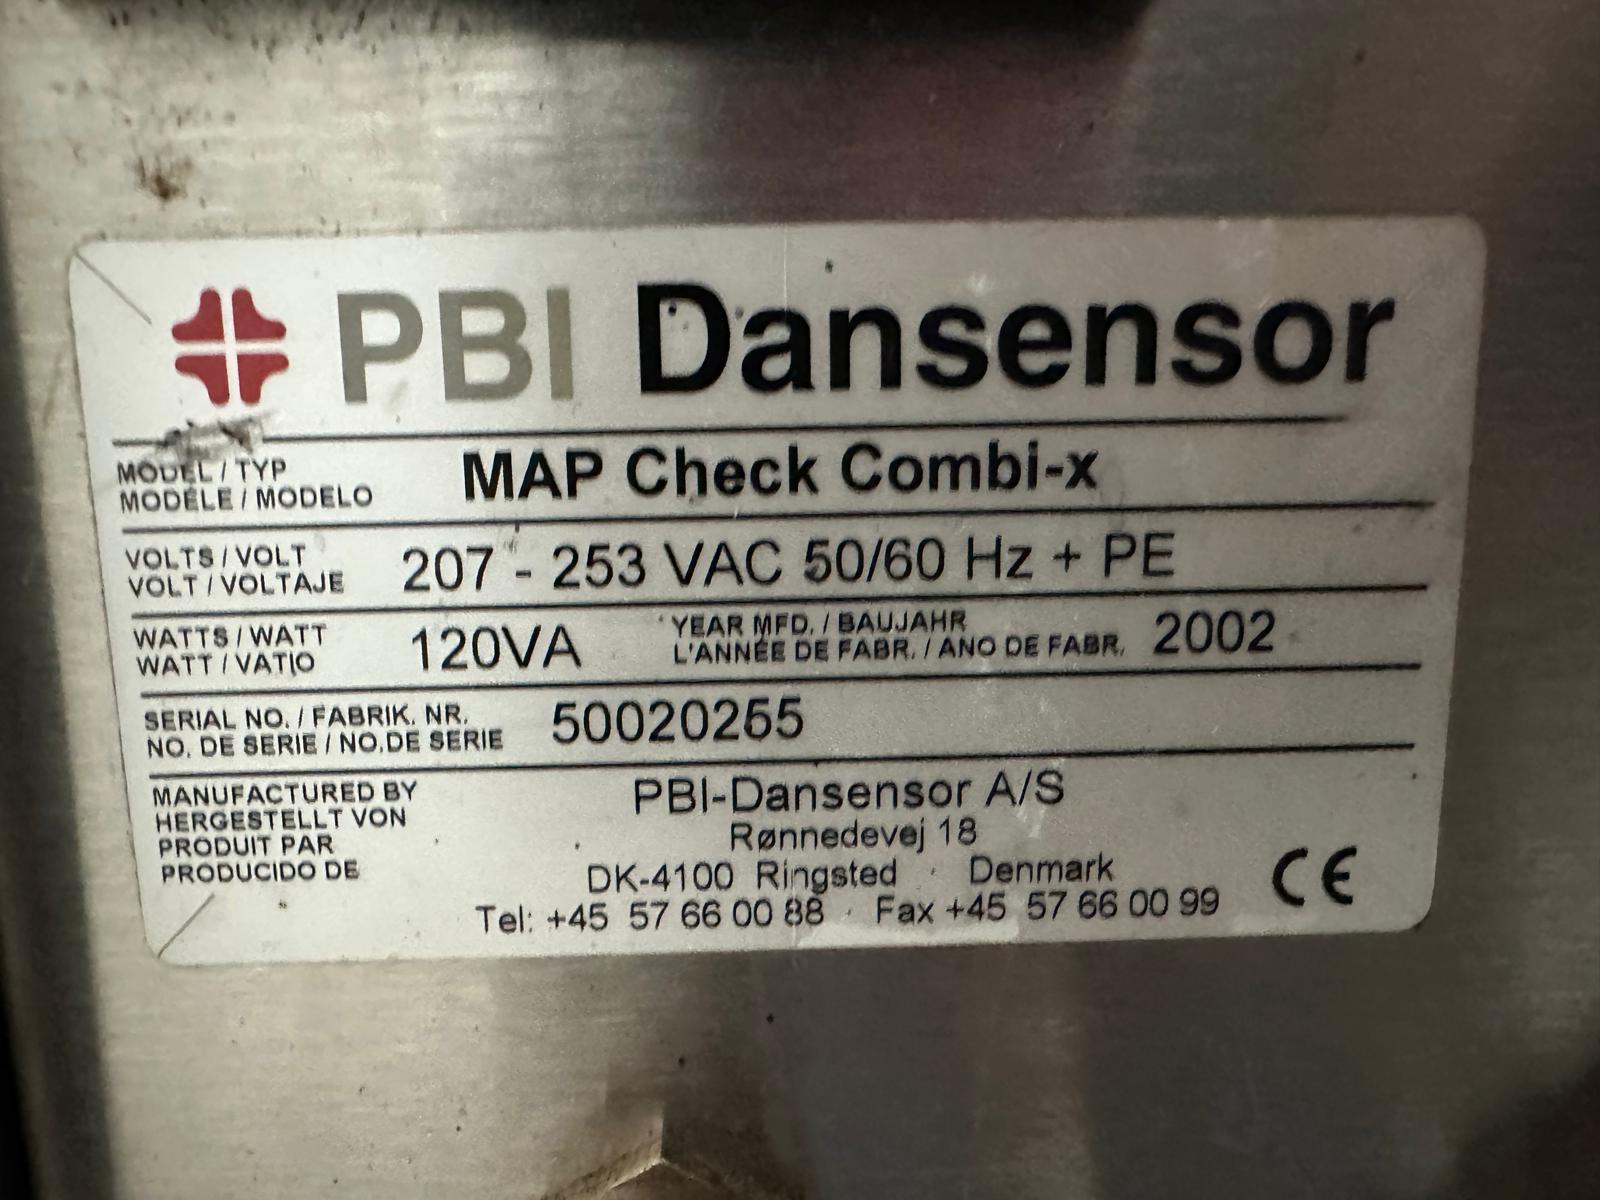 PBI Dansensor
MODEL / TYP
MODÉLE / MODELO
MAP Check Combi-x
VOLTS / VOLT
VOLT / VOLTAJE
207 - 253 VAC 50/60 Hz + PE
WATTS / WATT
WATT / VATIO
120VA
YEAR MFD. / BAUJAHR
L'ANNÉE DE FABR. / ANO DE FABR.
2002
SERIAL NO. / FABRIK. NR.
NO. DE SERIE / NO.DE SERIE
50020265
MANUFACTURED BY
HERGESTELLT VON
PRODUIT PAR
PRODUCIDO DE
PBI-Dansensor A/S
Rønnedevej 18
DK-4100 Ringsted · Denmark
Tel: +45 57 66 00 88 · Fax +45 57 66 00 99
CE